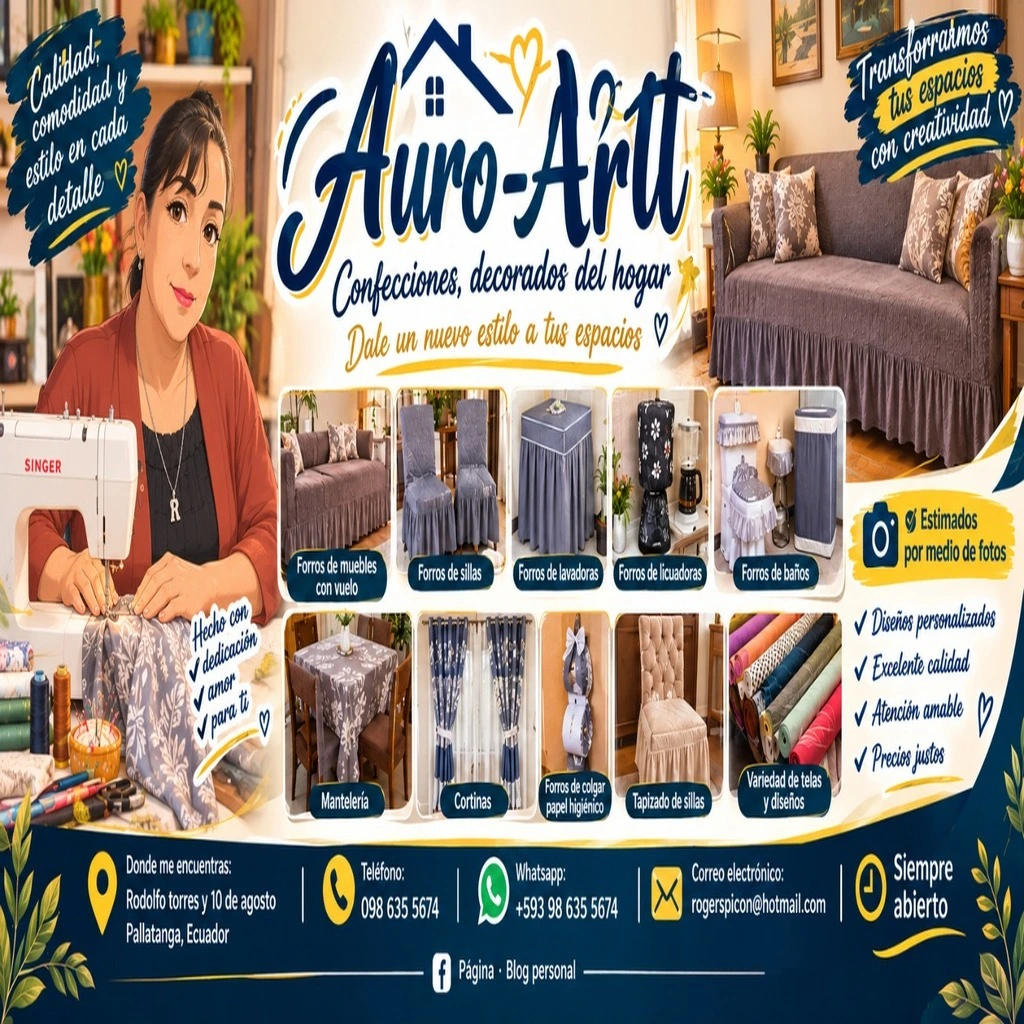 Calidad,
comodidad y
estilo en cada
detalle
Auro-Artt
Confecciones, decorados del hogar
Dale un nuevo estilo a tus espacios
Transforrarmos
tus espacios
con creatividad
SINGER
R
Hecho con
✓ dedicación
✓ amor
✓ para ti
Forros de muebles
con vuelo
Forros de sillas
Forros de lavadoras
Forros de licuadoras
Forros de baños
Mantelería
Cortinas
Forros de colgar
papel higiénico
Tapizado de sillas
Variedad de telas
y diseños
Estimados
por medio de fotos
✓ Diseños personalizados
✓ Excelente calidad
✓ Atención amable
✓ Precios justos
Donde me encuentras:
Rodolfo torres y 10 de agosto
Pallatanga, Ecuador
Teléfono:
098 635 5674
Whatsapp:
+593 98 635 5674
Correo electrónico:
rogerspicon@hotmail.com
Siempre
abierto
f Página · Blog personal